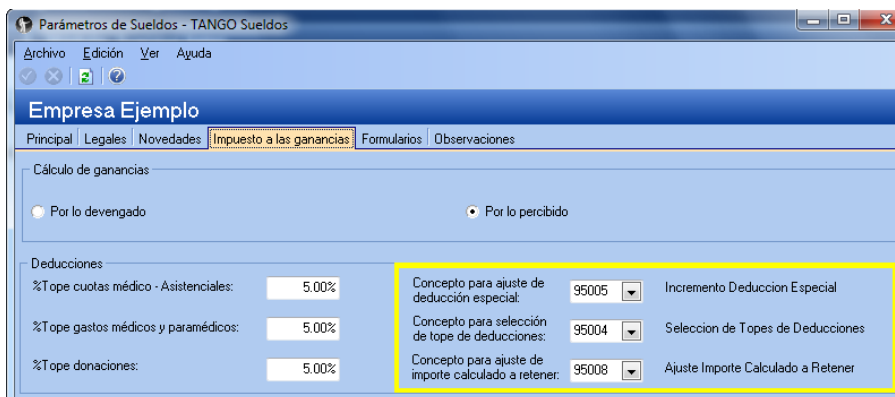 Parámetros de Sueldos - TANGO Sueldos
Archivo Edición Ver Ayuda
Empresa Ejemplo
Principal Legales Novedades Impuesto a las ganancias Formularios Observaciones
Cálculo de ganancias
Por lo devengado Por lo percibido
Deducciones
%Tope cuotas médico - Asistenciales: 5.00%
%Tope gastos médicos y paramédicos: 5.00%
%Tope donaciones: 5.00%
Concepto para ajuste de
deducción especial: 95005 Incremento Deduccion Especial
Concepto para selección
de tope de deducciones: 95004 Seleccion de Topes de Deducciones
Concepto para ajuste de
importe calculado a retener: 95008 Ajuste Importe Calculado a Retener